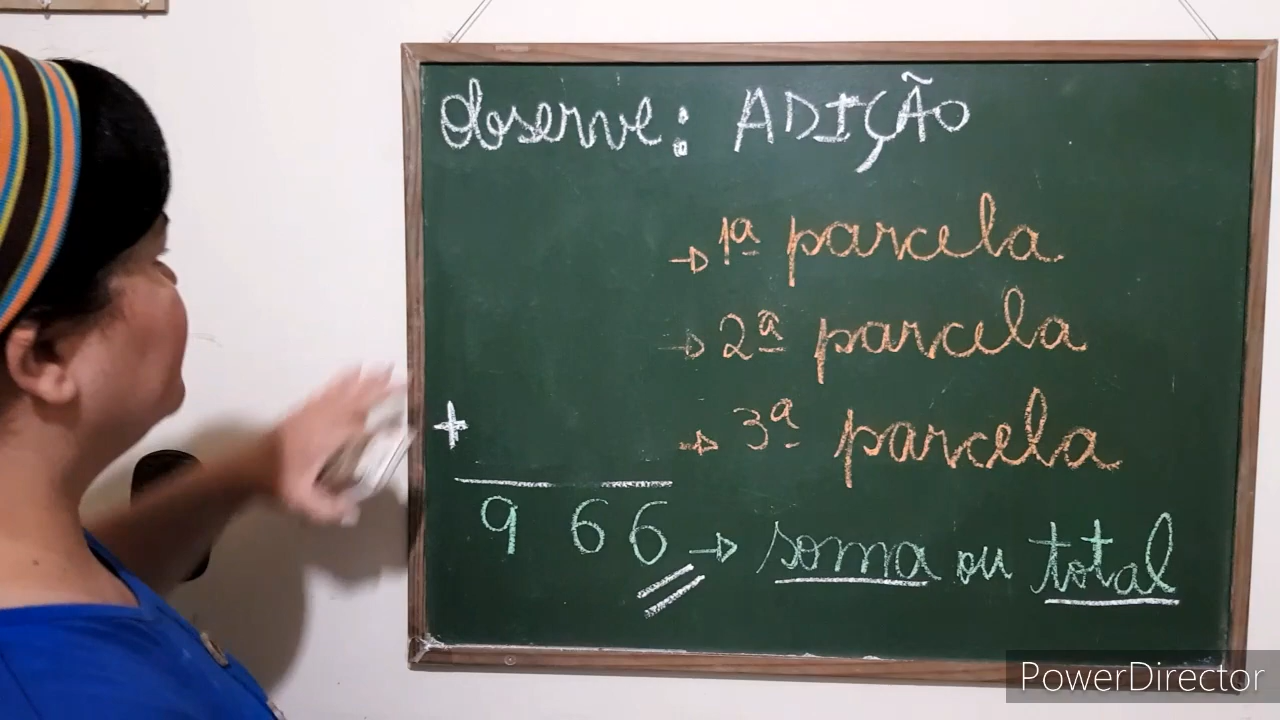 Observe: ADIÇÃO
→ 1ª parcela
→ 2ª parcela
+ → 3ª parcela
9 6 6 → soma ou total
PowerDirector